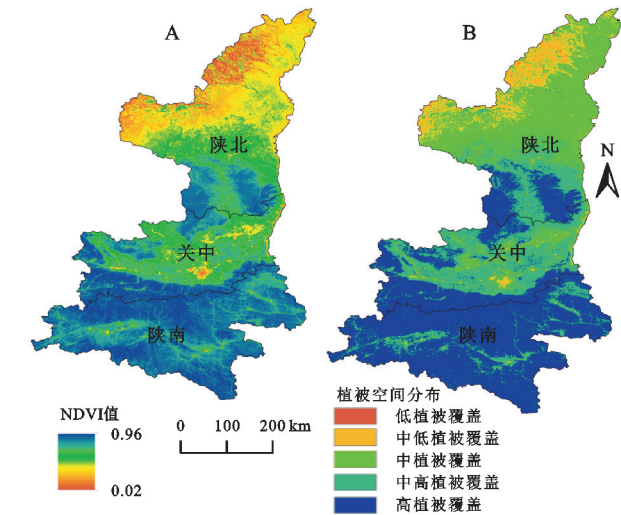 A
B
陕北
陕北
N
关中
关中
陕南
陕南
NDVI值
0.96
0.02
0 100 200 km
植被空间分布
低植被覆盖
中低植被覆盖
中植被覆盖
中高植被覆盖
高植被覆盖